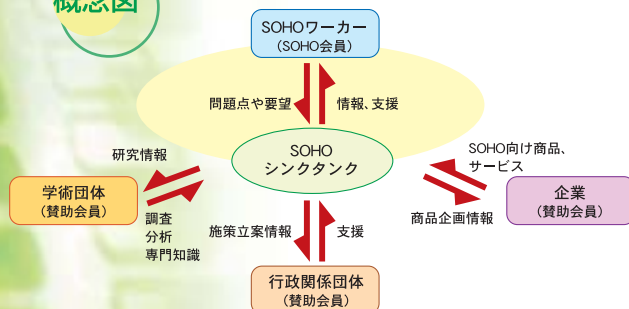 概念図
SOHOワーカー
（SOHO会員）
問題点や要望
情報、支援
SOHO
シンクタンク
研究情報
学術団体
（賛助会員）
調査
分析
専門知識
SOHO向け商品、
サービス
企業
（賛助会員）
商品企画情報
施策立案情報
支援
行政関係団体
（賛助会員）